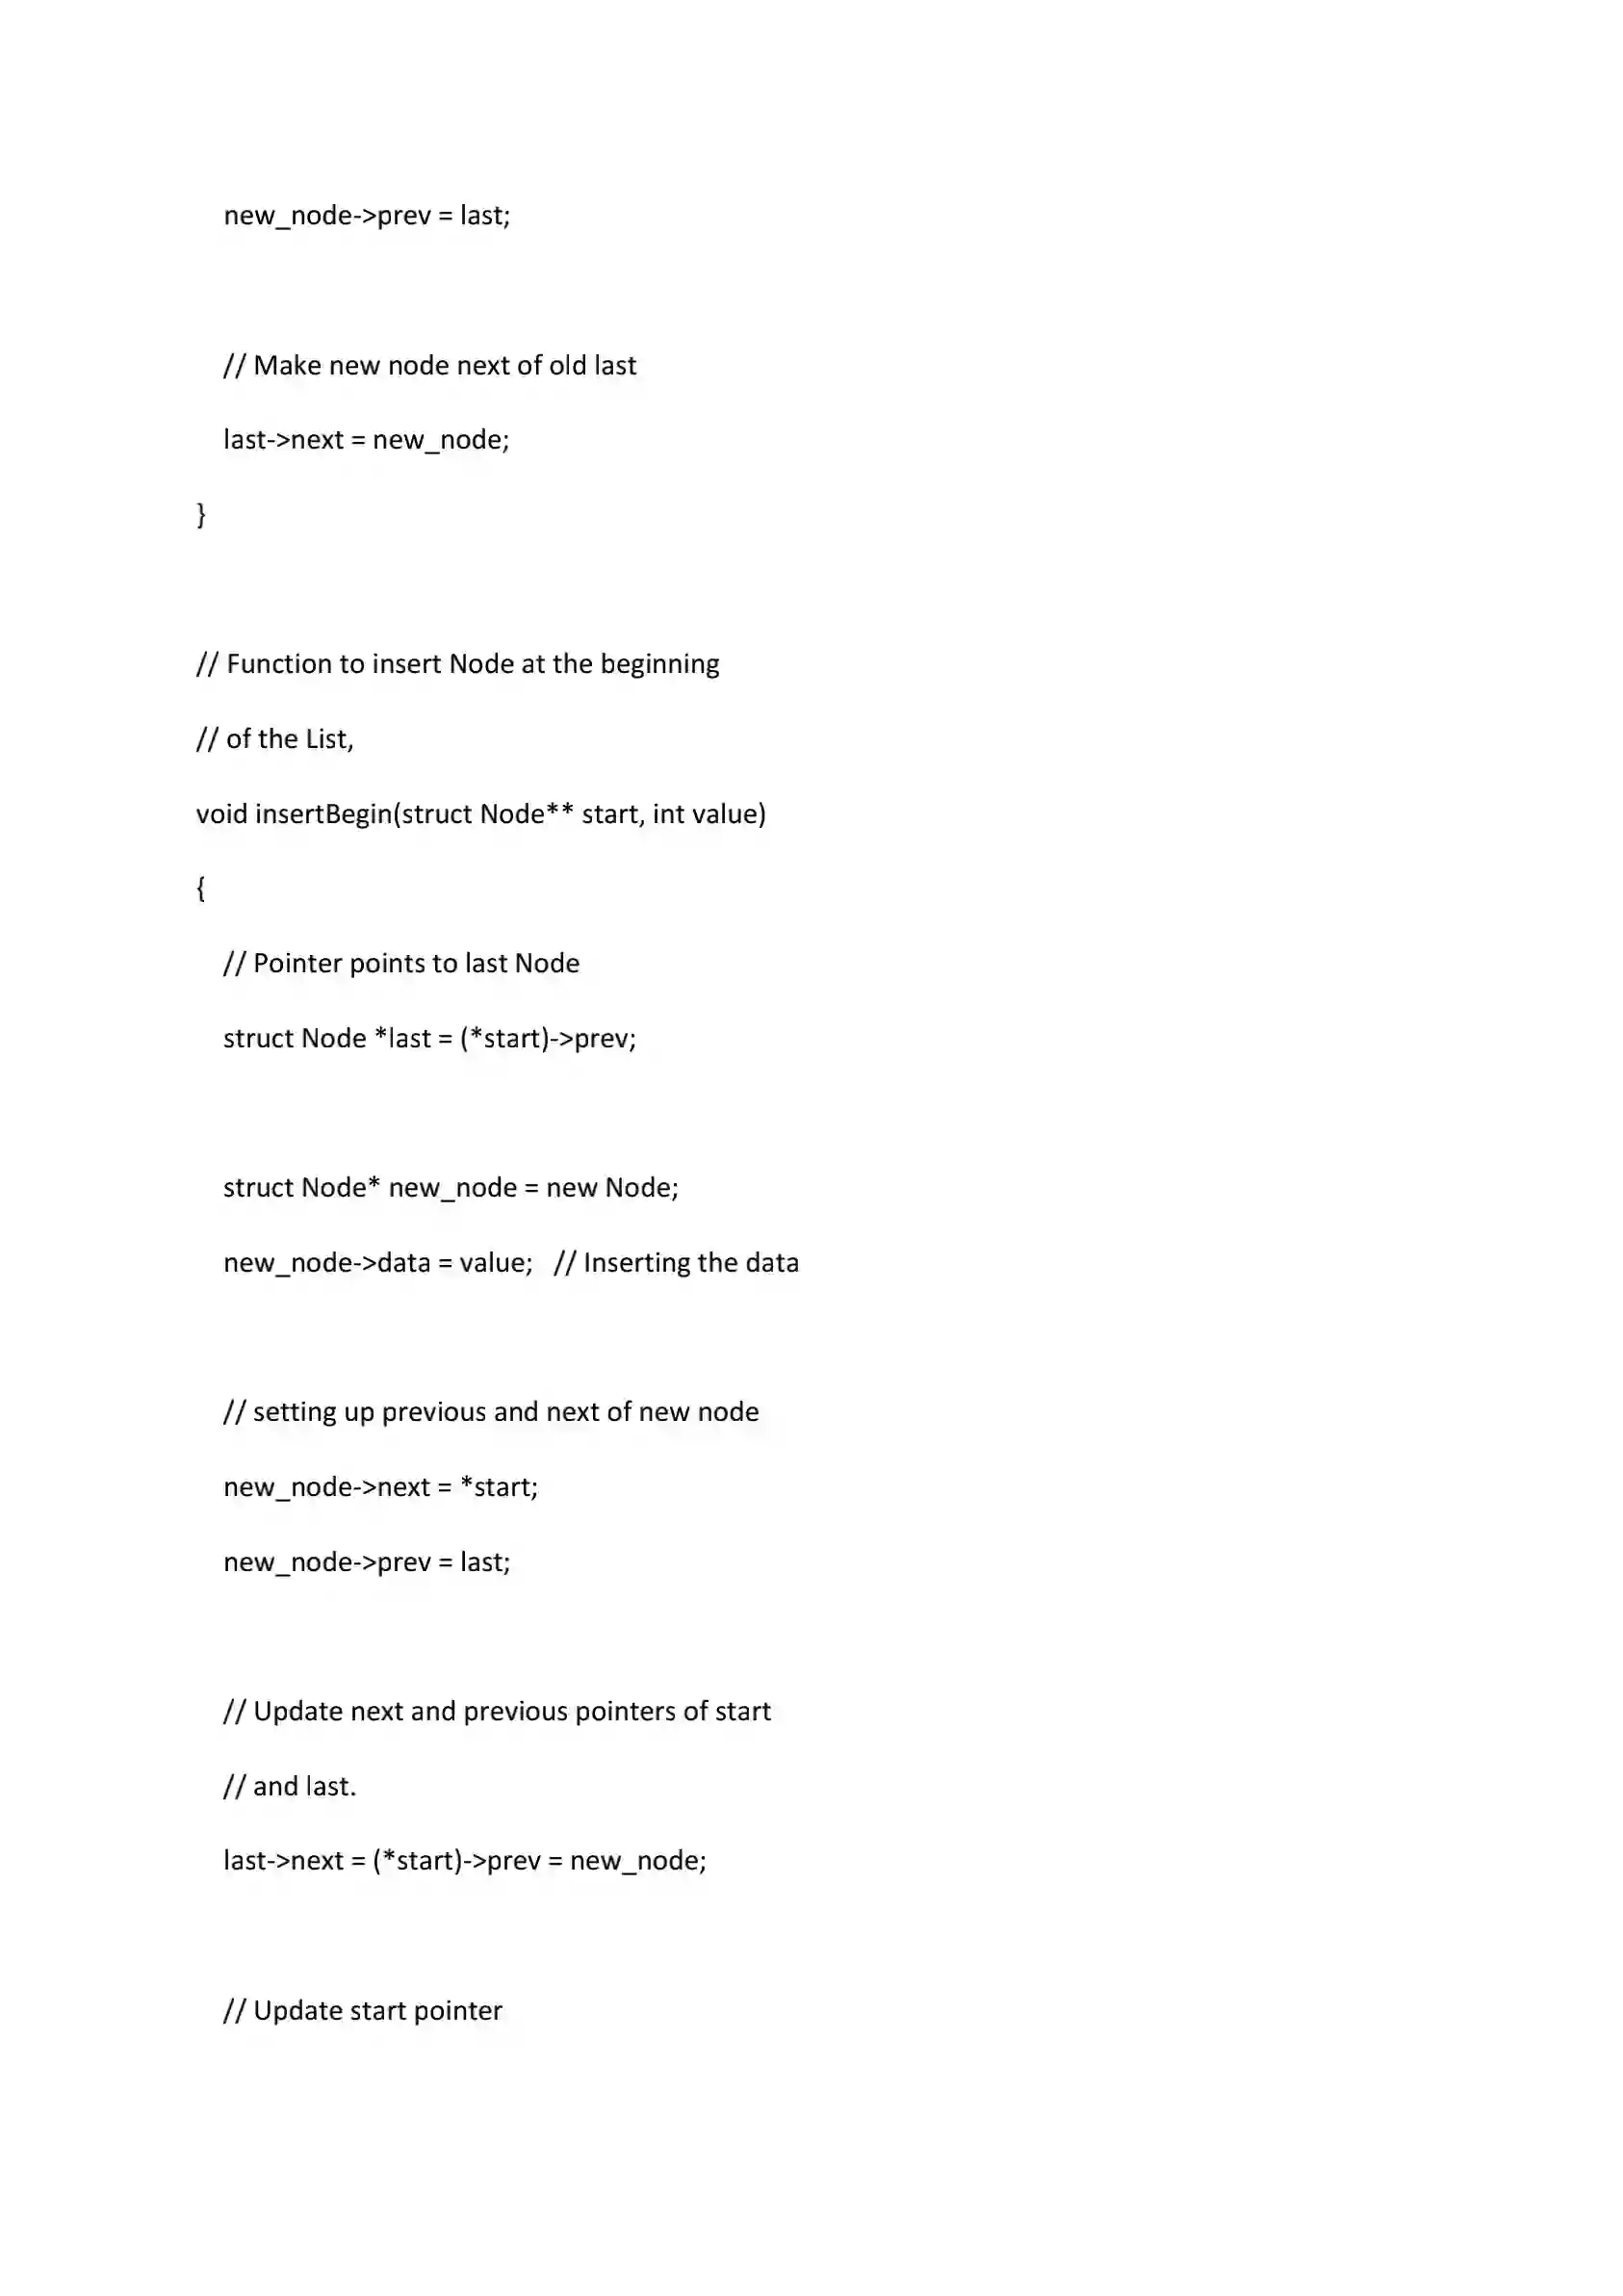 new_node->prev = last;
// Make new node next of old last
last->next = new_node;
}
// Function to insert Node at the beginning
// of the List,
void insertBegin(struct Node** start, int value)
{
// Pointer points to last Node
struct Node *last = (*start)->prev;
struct Node* new_node = new Node;
new_node->data = value;   // Inserting the data
// setting up previous and next of new node
new_node->next = *start;
new_node->prev = last;
// Update next and previous pointers of start
// and last.
last->next = (*start)->prev = new_node;
// Update start pointer